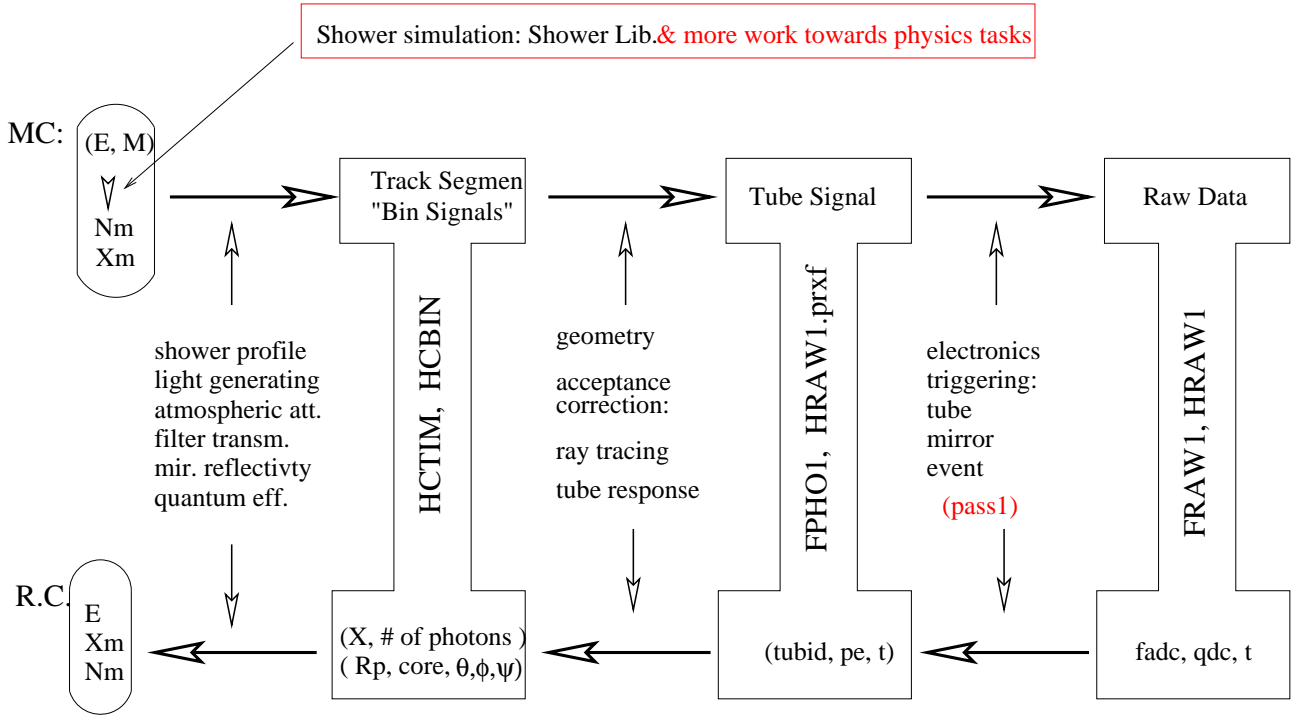 Shower simulation: Shower Lib.& more work towards physics tasks
MC:
(E, M)
Nm
Xm
Track Segmen
"Bin Signals"
Tube Signal
Raw Data
shower profile
light generating
atmospheric att.
filter transm.
mir. reflectivty
quantum eff.
HCTIM, HCBIN
geometry
acceptance
correction:
ray tracing
tube response
FPHO1, HRAW1.prxf
electronics
triggering:
tube
mirror
event
(pass1)
FRAW1, HRAW1
R.C.
E
Xm
Nm
(X, # of photons )
( Rp, core, θ,ϕ,ψ)
(tubid, pe, t)
fadc, qdc, t